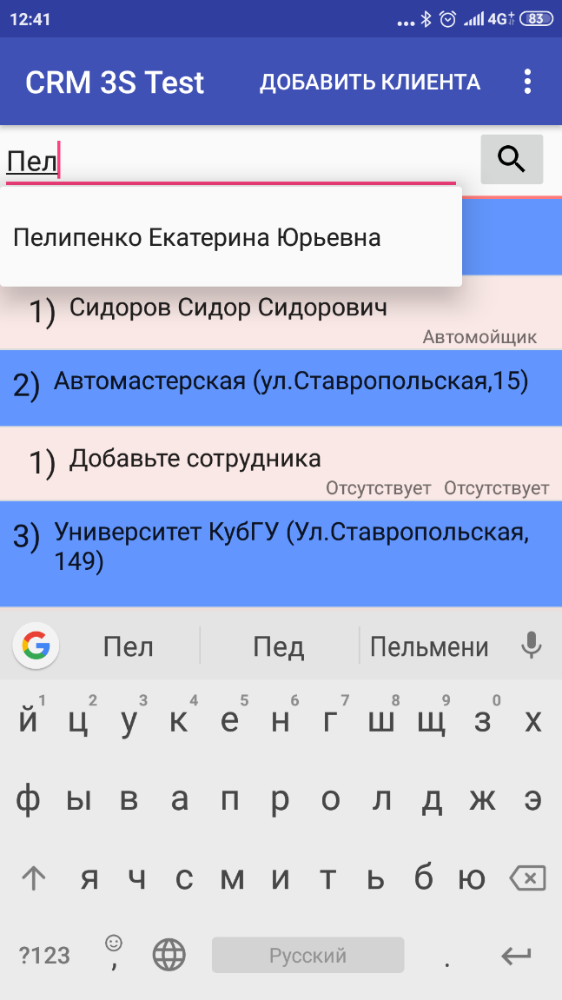 12:41
4G
83
CRM 3S Test
ДОБАВИТЬ КЛИЕНТА
Пел
Пелипенко Екатерина Юрьевна
1) Сидоров Сидор Сидорович
Автомойщик
2) Автомастерская (ул.Ставропольская,15)
1) Добавьте сотрудника
Отсутствует Отсутствует
3) Университет КубГУ (Ул.Ставропольская,
149)
Пел Пед Пельмени
1 2 3 4 5 6 7 8 9 0
й ц у к е н г ш щ з х
ф ы в а п р о л д ж э
я ч с м и т ь б ю
?123 , Русский .